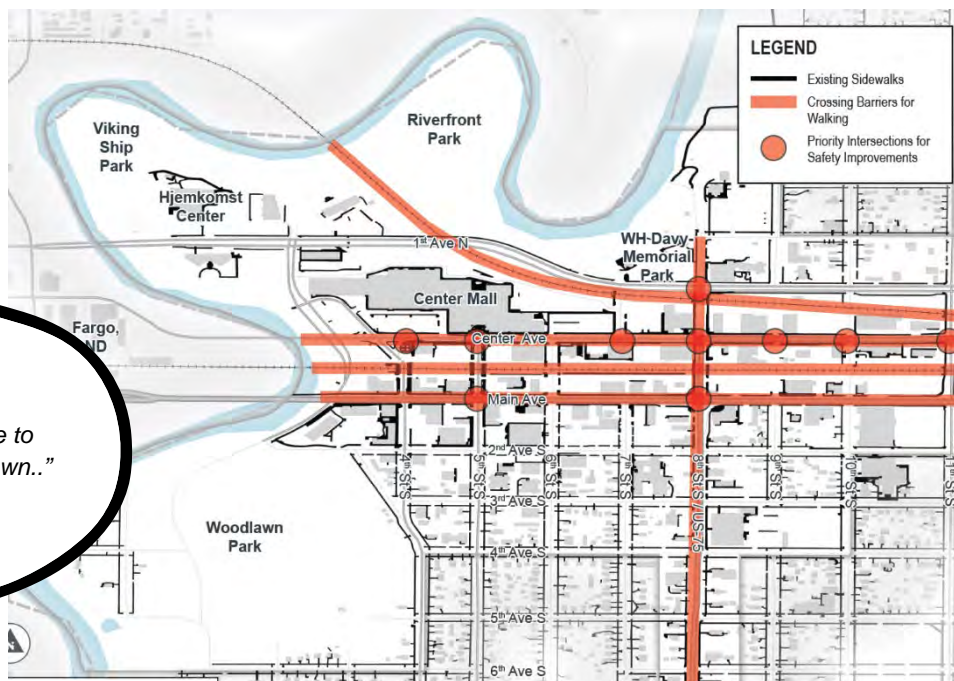 LEGEND
Existing Sidewalks
Crossing Barriers for
Walking
Priority Intersections for
Safety Improvements
Viking
Ship
Park
Riverfront
Park
Hjemkomst
Center
1st Ave N
WH-Davy
Memorial
Park
Center Mall
Fargo,
ND
Center Ave
Main Ave
e to
wn..”
2nd Ave S
4th St S
5th St S
6th St S
7th St S
8th St S / US-75
9th St S
10th St S
11th St S
3rd Ave S
Woodlawn
Park
4th Ave S
5th Ave S
6th Ave S
N